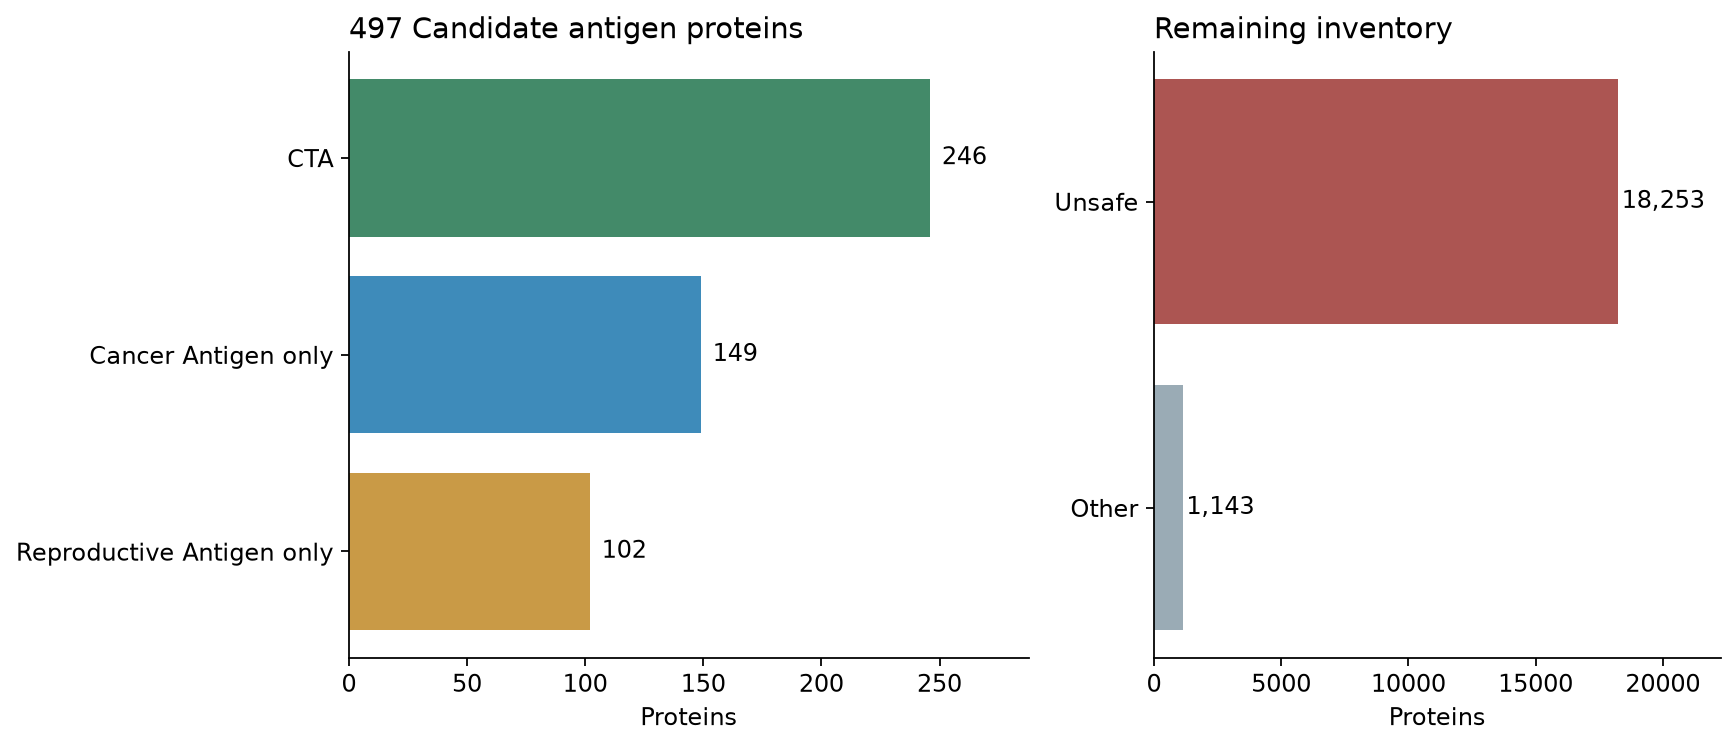 497 Candidate antigen proteins
CTA
246
Cancer Antigen only
149
Reproductive Antigen only
102
0 50 100 150 200 250
Proteins
Remaining inventory
Unsafe
18,253
Other
1,143
0 5000 10000 15000 20000
Proteins